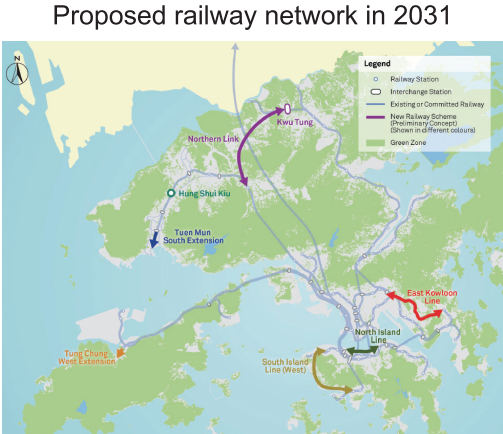 Proposed railway network in 2031
N
Legend
Railway Station
Interchange Station
Existing or Committed Railway
New Railway Scheme
(Preliminary Concept)
(Shown in different colours)
Green Zone
Kwu Tung
Northern Link
Hung Shui Kiu
Tuen Mun
South Extension
East Kowloon
Line
North Island
Line
Tung Chung
West Extension
South Island
Line (West)